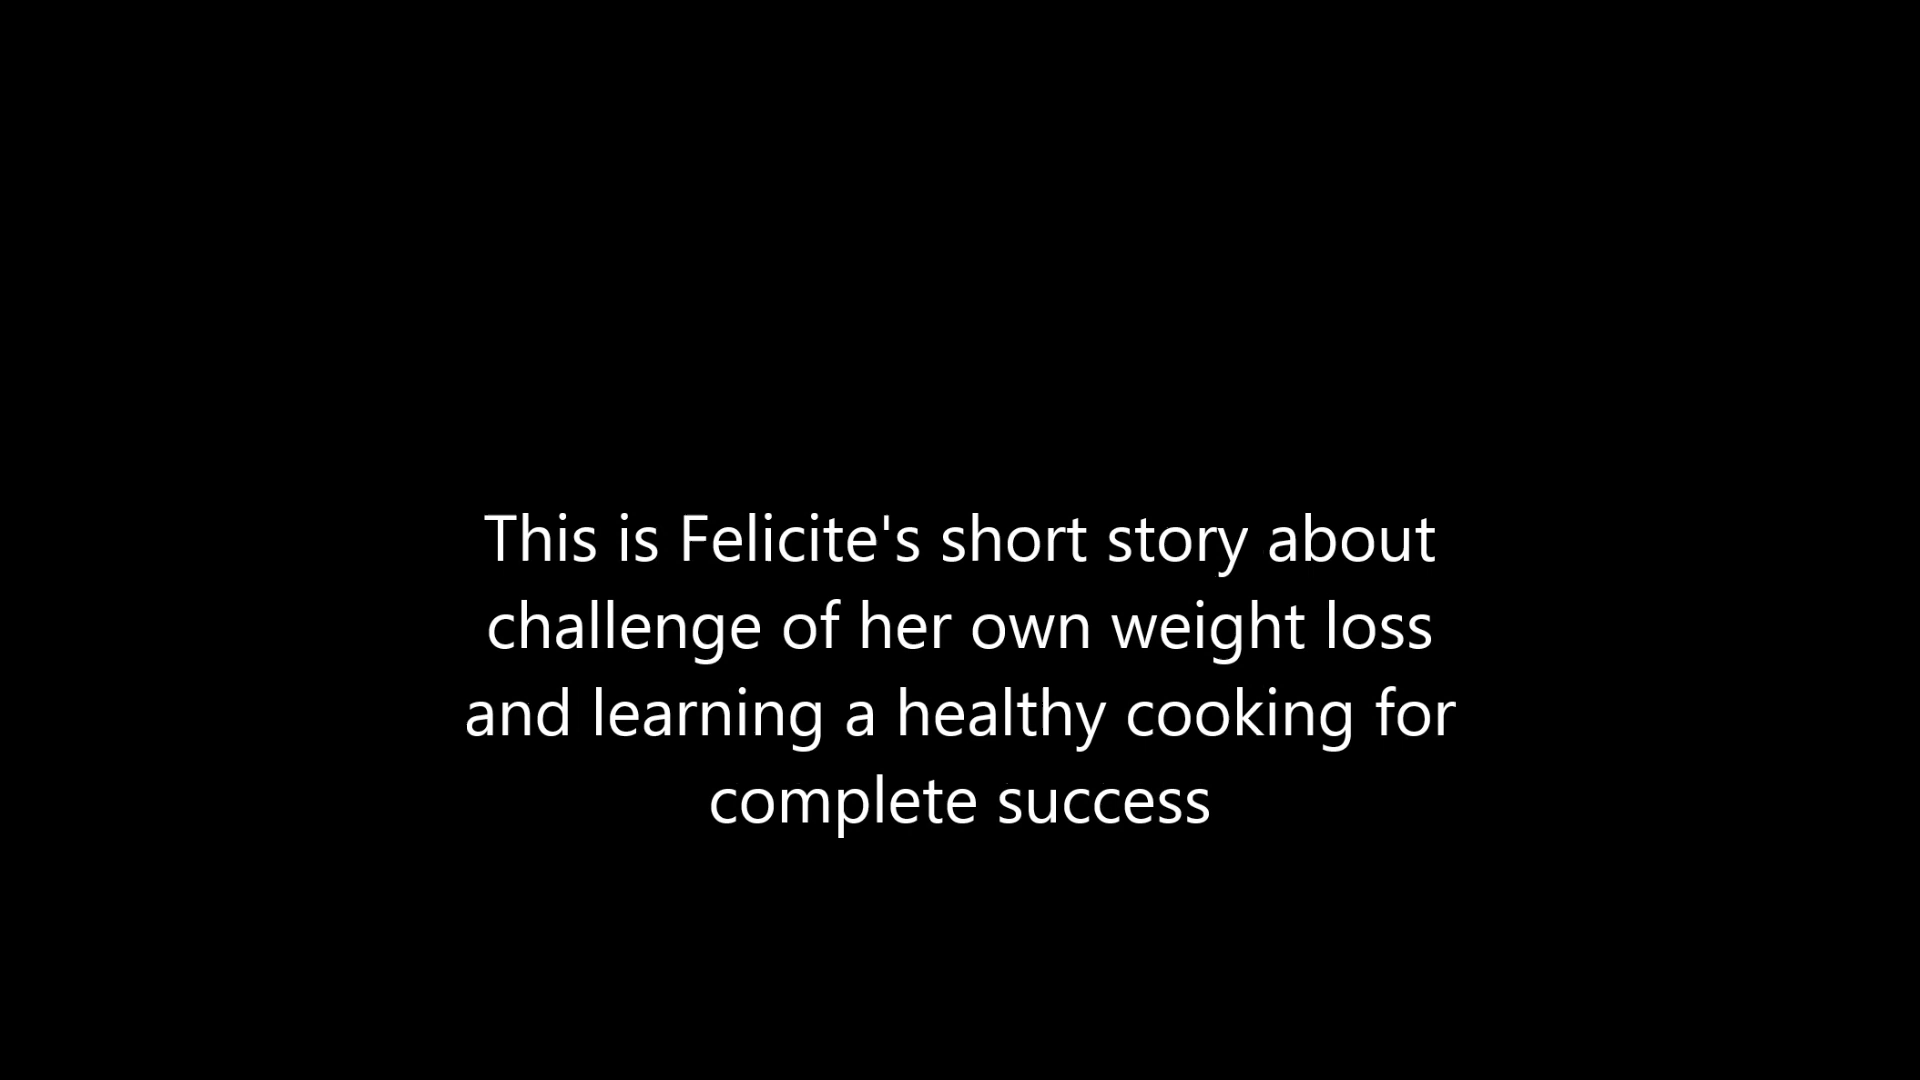 This is Felicite's short story about
challenge of her own weight loss
and learning a healthy cooking for
complete success